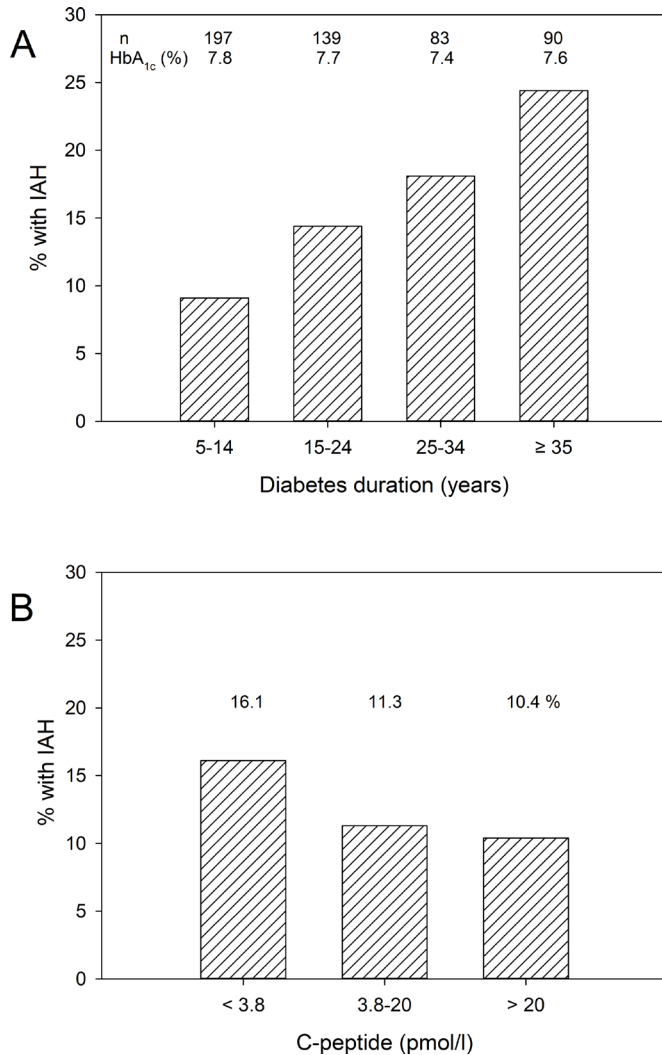 A
n 197 139 83 90
HbA1c (%) 7.8 7.7 7.4 7.6
30
25
20
15
10
5
0
% with IAH
5-14 15-24 25-34 ≥ 35
Diabetes duration (years)
B
30
25
20
15
10
5
0
% with IAH
16.1 11.3 10.4 %
< 3.8 3.8-20 > 20
C-peptide (pmol/l)